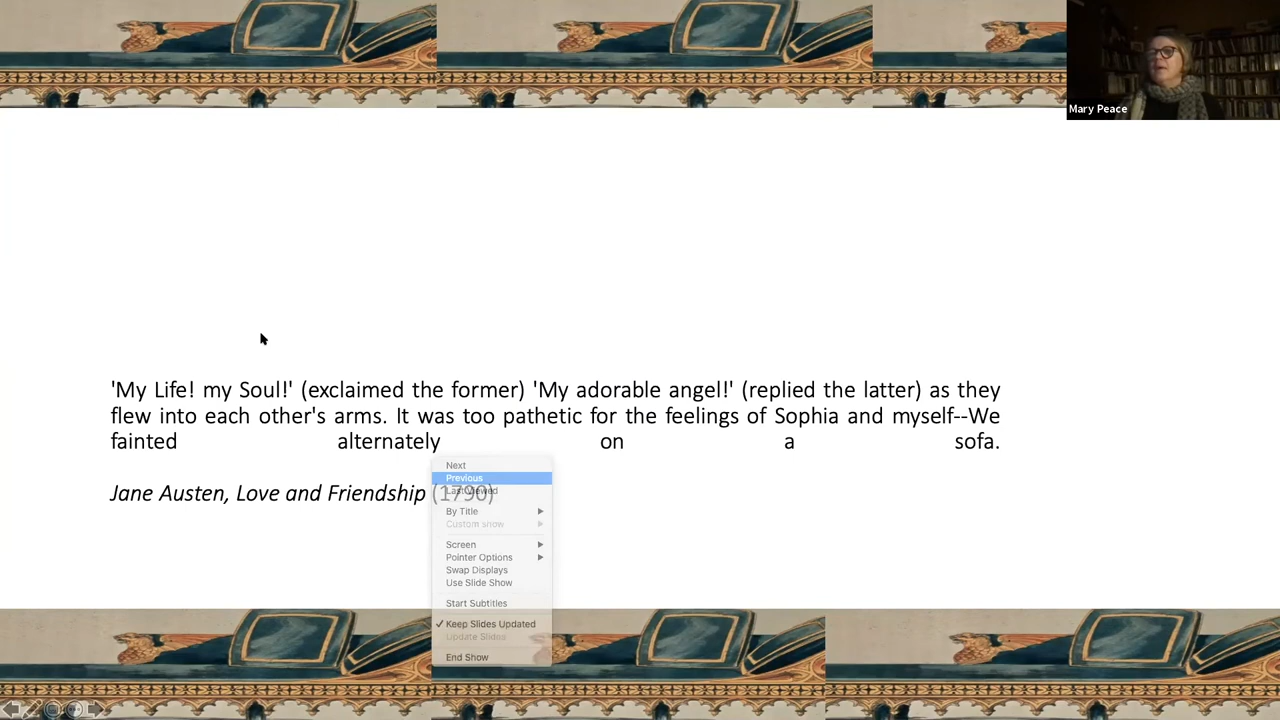 Mary Peace
'My Life! my Soul!' (exclaimed the former) 'My adorable angel!' (replied the latter) as they
flew into each other's arms. It was too pathetic for the feelings of Sophia and myself--We
fainted alternately on a sofa.
Jane Austen, Love and Friendship (1790)
Next
Previous
Last Viewed
By Title
Custom show
Screen
Pointer Options
Swap Displays
Use Slide Show
Start Subtitles
✓ Keep Slides Updated
Update Slides
End Show